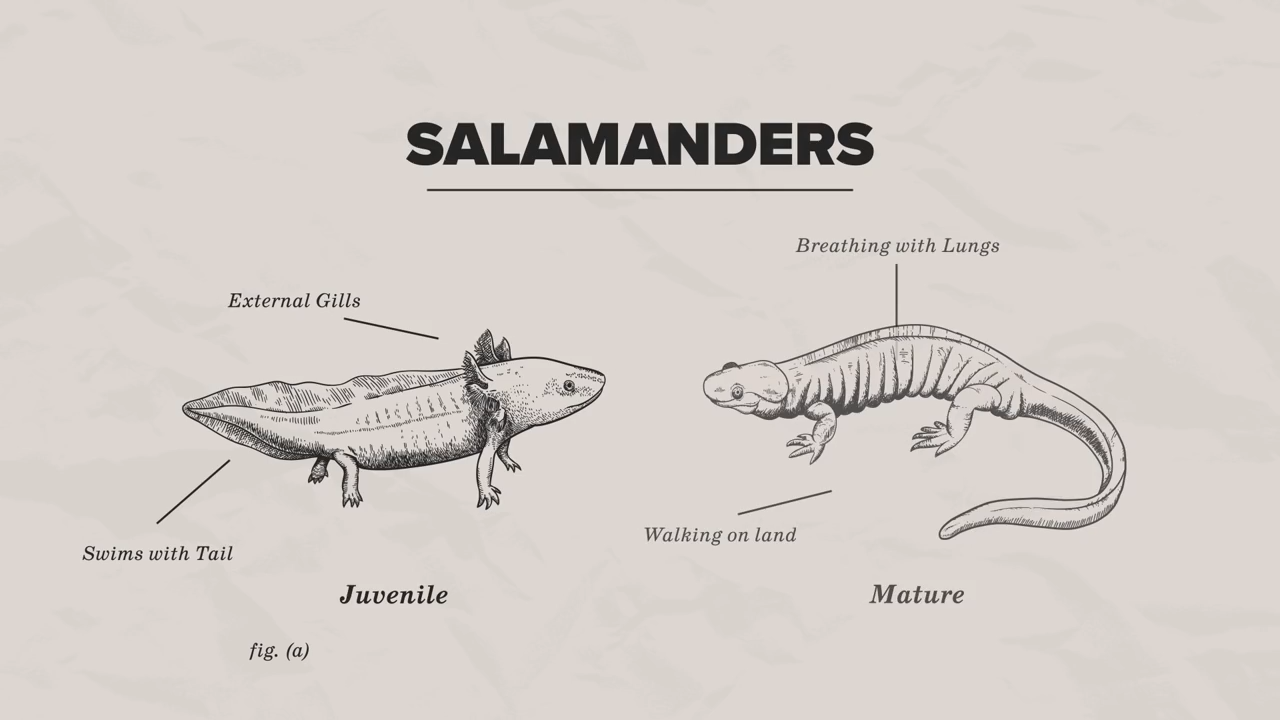 SALAMANDERS
Breathing with Lungs
External Gills
Walking on land
Swims with Tail
Juvenile
Mature
fig. (a)